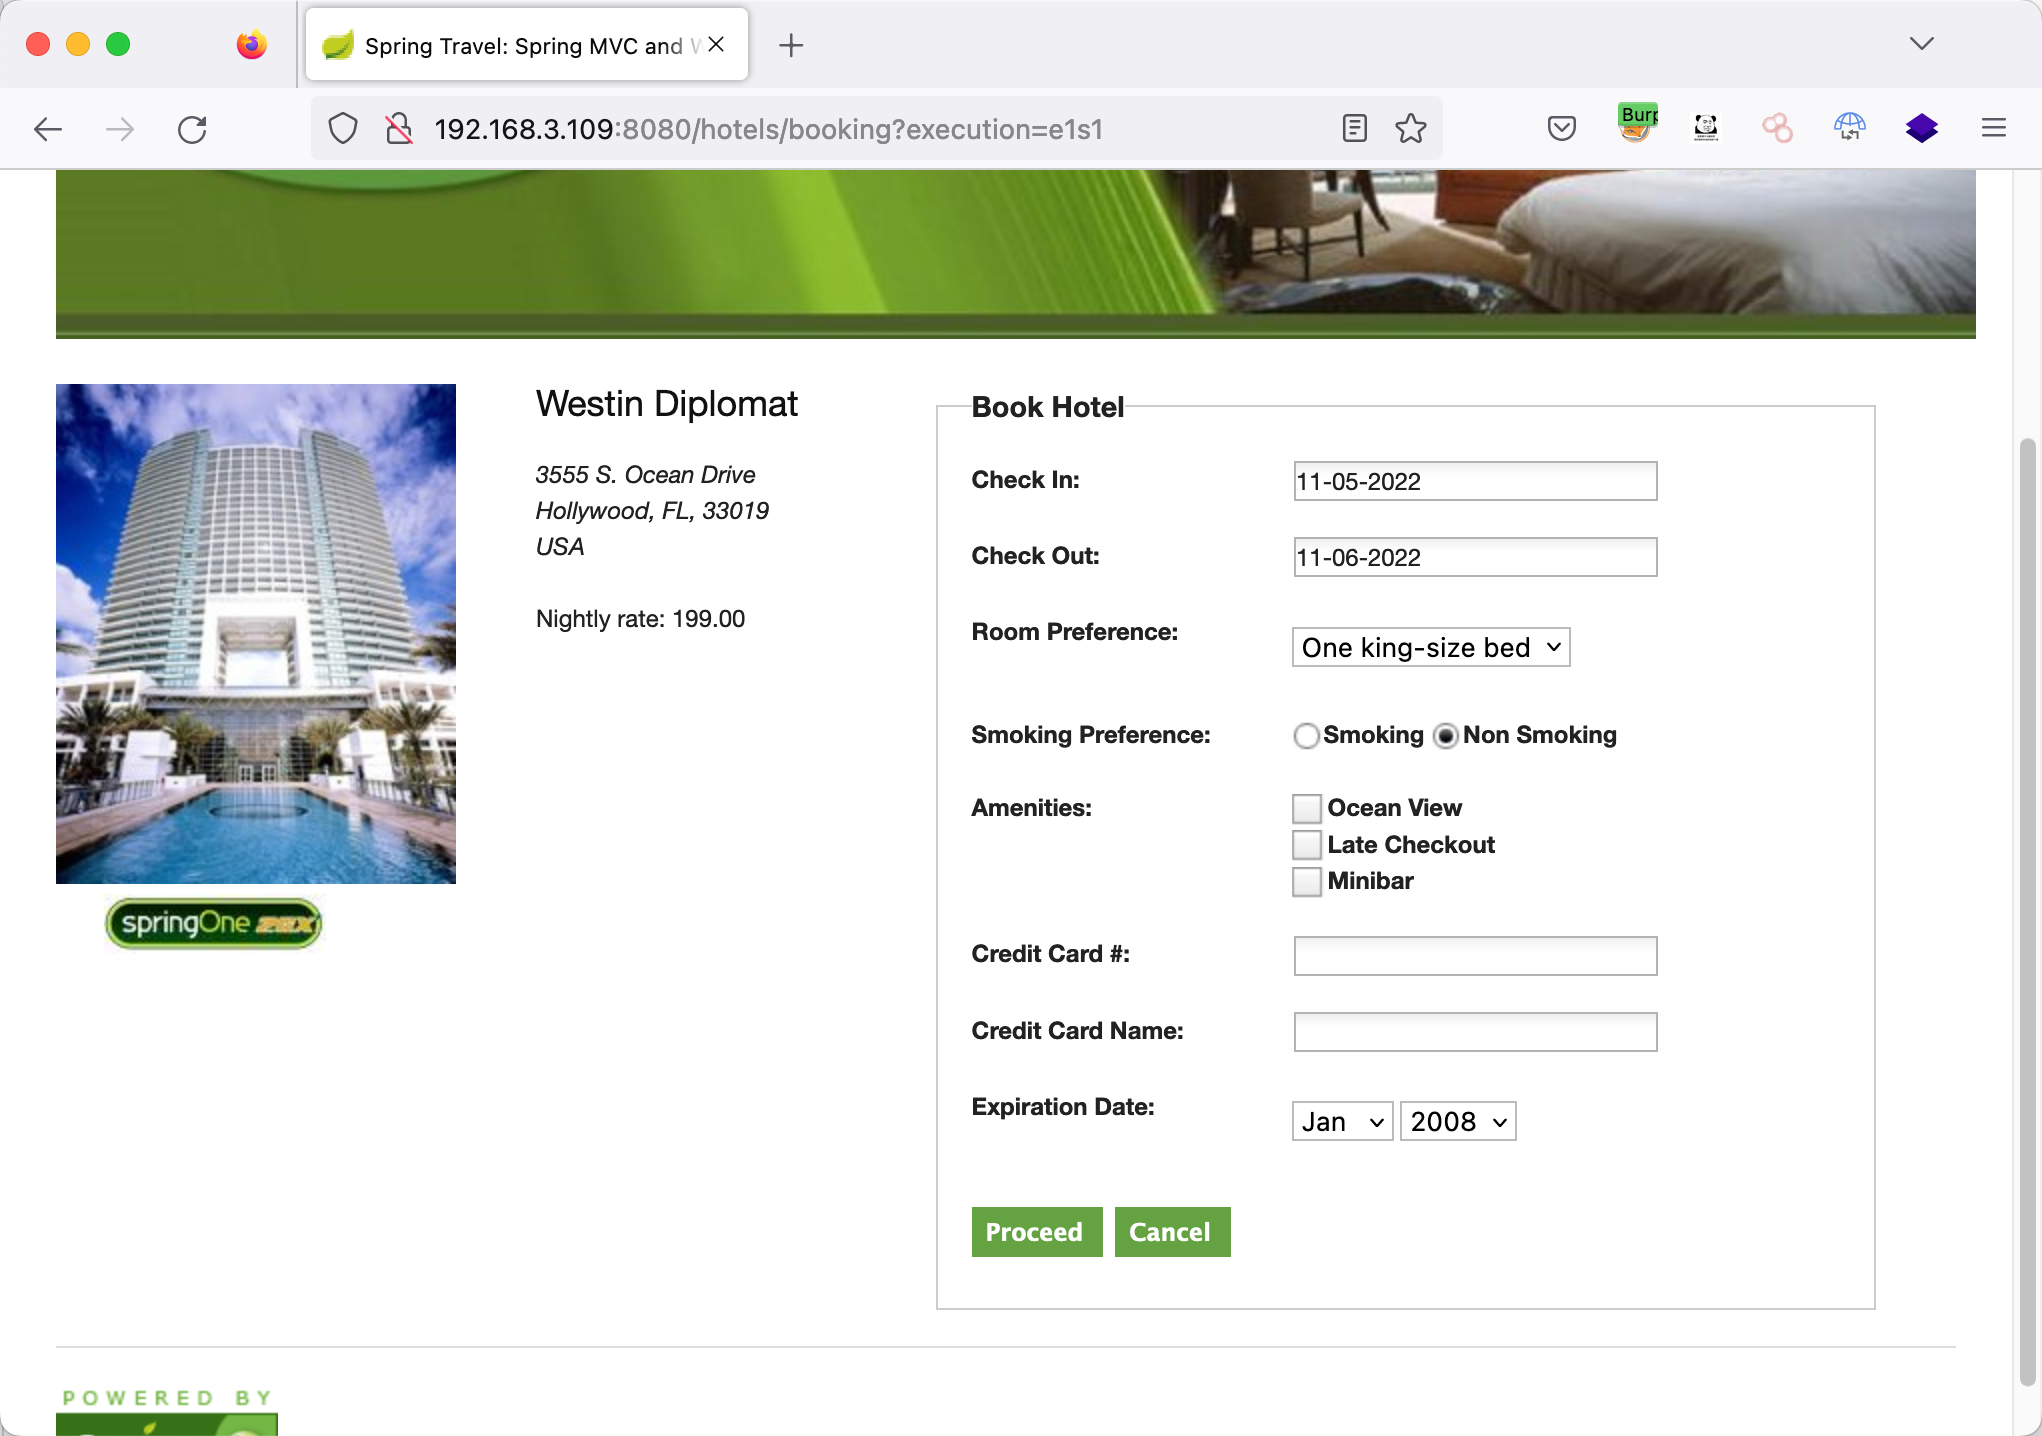 Spring Travel: Spring MVC and W
192.168.3.109:8080/hotels/booking?execution=e1s1
Burp
Westin Diplomat
3555 S. Ocean Drive
Hollywood, FL, 33019
USA
Nightly rate: 199.00
springOne 2GX
Book Hotel
Check In: 11-05-2022
Check Out: 11-06-2022
Room Preference: One king-size bed
Smoking Preference: Smoking Non Smoking
Amenities: Ocean View
Late Checkout
Minibar
Credit Card #:
Credit Card Name:
Expiration Date: Jan 2008
Proceed Cancel
POWERED BY